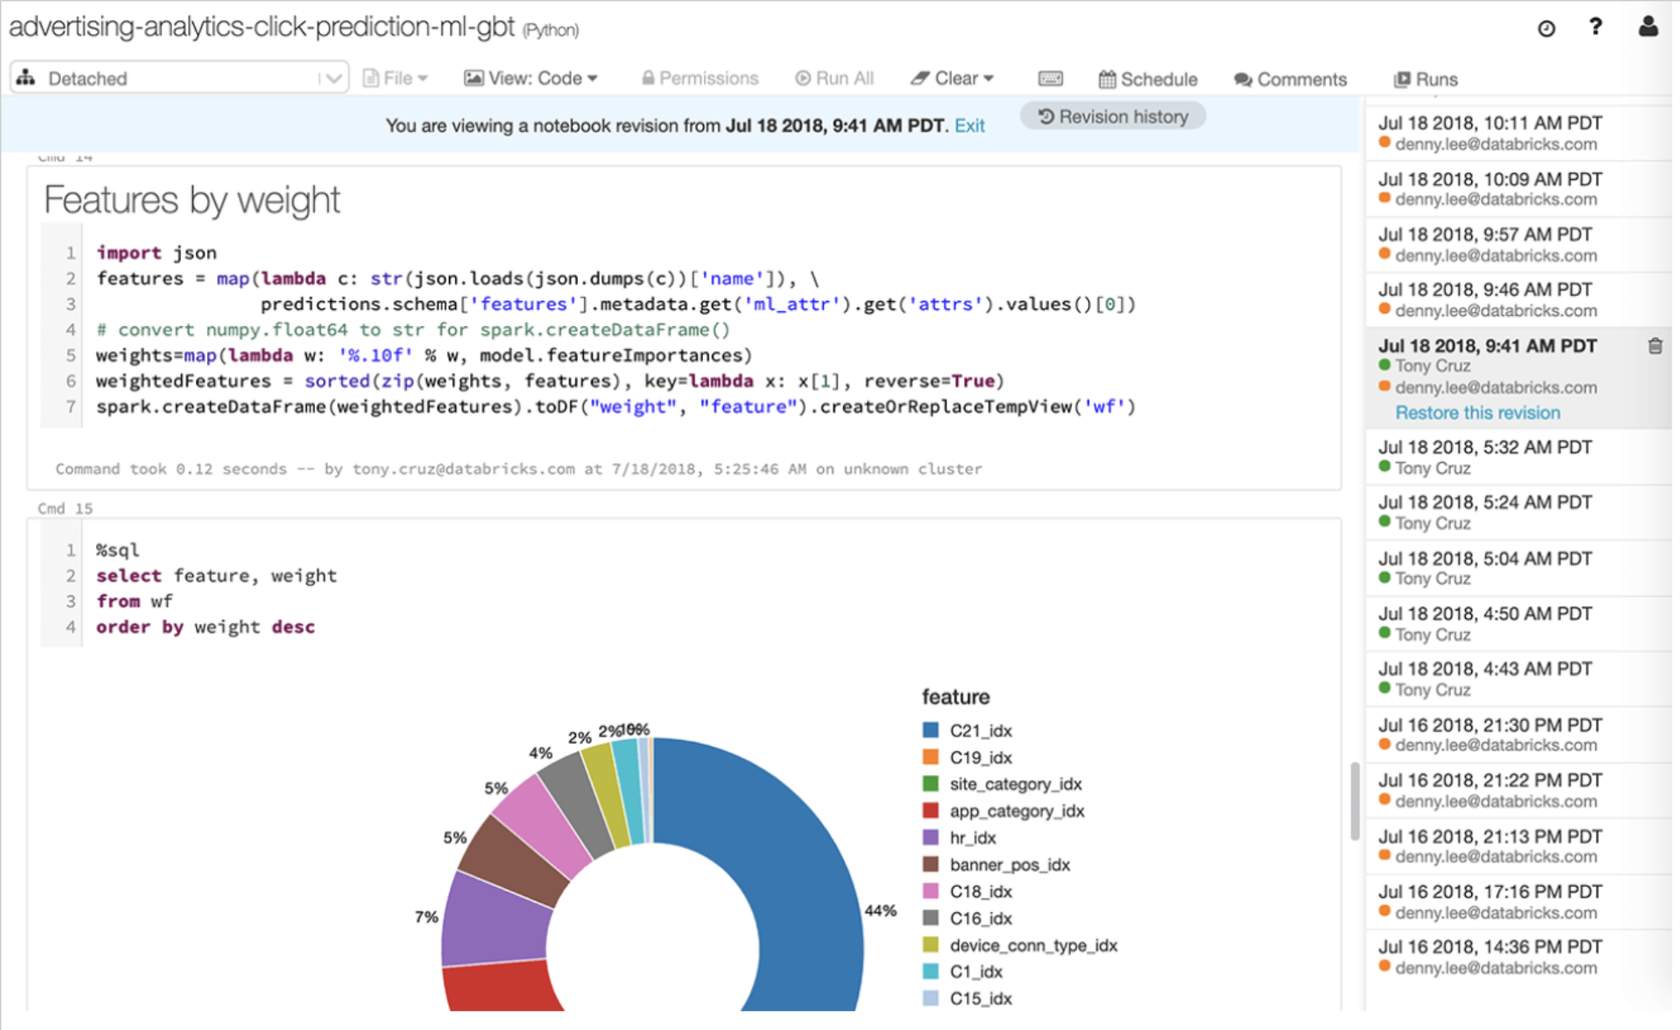 advertising-analytics-click-prediction-ml-gbt (Python)
Detached File View: Code Permissions Run All Clear Schedule Comments Runs
You are viewing a notebook revision from Jul 18 2018, 9:41 AM PDT. Exit
Revision history
Cmd 14
Features by weight
1 import json
2 features = map(lambda c: str(json.loads(json.dumps(c))['name']), \
3 predictions.schema['features'].metadata.get('ml_attr').get('attrs').values()[0])
4 # convert numpy.float64 to str for spark.createDataFrame()
5 weights=map(lambda w: '%.10f' % w, model.featureImportances)
6 weightedFeatures = sorted(zip(weights, features), key=lambda x: x[1], reverse=True)
7 spark.createDataFrame(weightedFeatures).toDF("weight", "feature").createOrReplaceTempView('wf')
Command took 0.12 seconds -- by tony.cruz@databricks.com at 7/18/2018, 5:25:46 AM on unknown cluster
Cmd 15
1 %sql
2 select feature, weight
3 from wf
4 order by weight desc
2%
2%
4%
5%
5%
7%
44%
feature
C21_idx
C19_idx
site_category_idx
app_category_idx
hr_idx
banner_pos_idx
C18_idx
C16_idx
device_conn_type_idx
C1_idx
C15_idx
Jul 18 2018, 10:11 AM PDT
denny.lee@databricks.com
Jul 18 2018, 10:09 AM PDT
denny.lee@databricks.com
Jul 18 2018, 9:57 AM PDT
denny.lee@databricks.com
Jul 18 2018, 9:46 AM PDT
denny.lee@databricks.com
Jul 18 2018, 9:41 AM PDT
Tony Cruz
denny.lee@databricks.com
Restore this revision
Jul 18 2018, 5:32 AM PDT
Tony Cruz
Jul 18 2018, 5:24 AM PDT
Tony Cruz
Jul 18 2018, 5:04 AM PDT
Tony Cruz
Jul 18 2018, 4:50 AM PDT
Tony Cruz
Jul 18 2018, 4:43 AM PDT
Tony Cruz
Jul 16 2018, 21:30 PM PDT
denny.lee@databricks.com
Jul 16 2018, 21:22 PM PDT
denny.lee@databricks.com
Jul 16 2018, 21:13 PM PDT
denny.lee@databricks.com
Jul 16 2018, 17:16 PM PDT
denny.lee@databricks.com
Jul 16 2018, 14:36 PM PDT
denny.lee@databricks.com